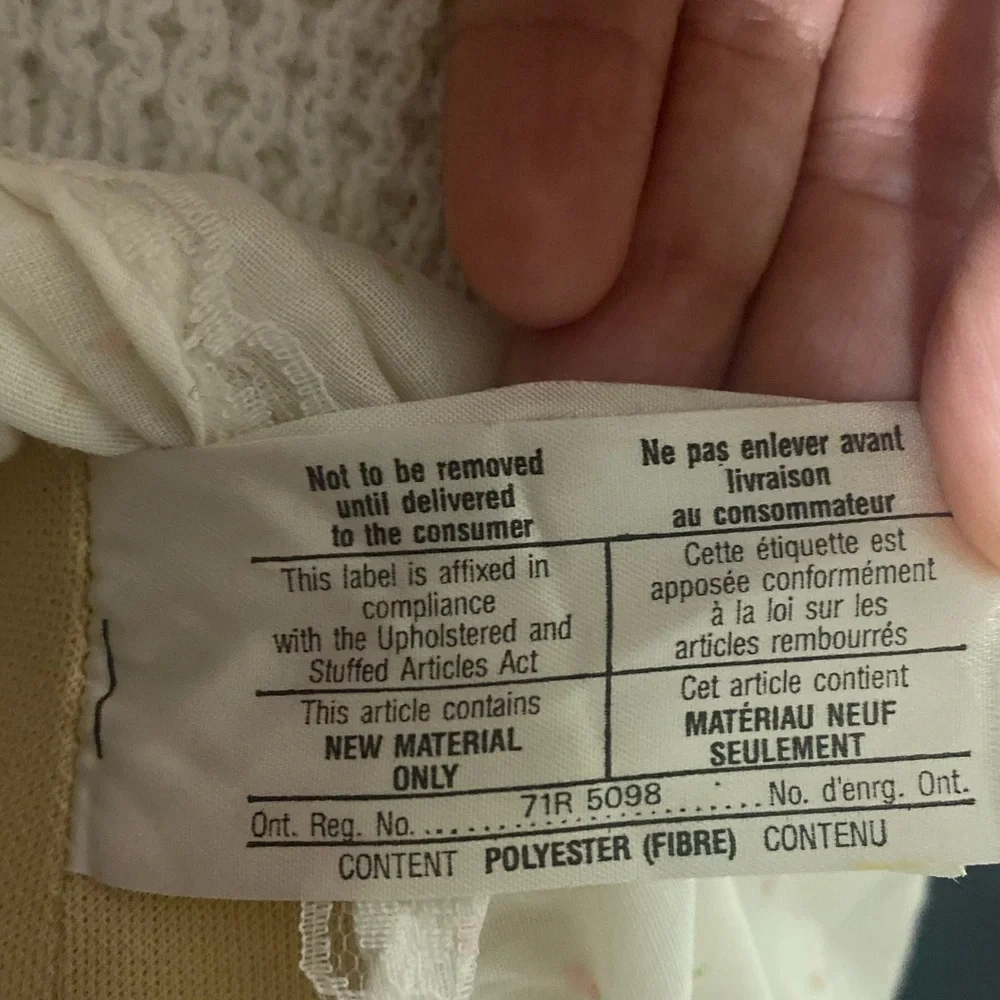 Not to be removed
until delivered
to the consumer
Ne pas enlever avant
livraison
au consommateur
This label is affixed in
compliance
with the Upholstered and
Stuffed Articles Act
Cette étiquette est
apposée conformément
à la loi sur les
articles rembourrés
This article contains
NEW MATERIAL
ONLY
Cet article contient
MATÉRIAU NEUF
SEULEMENT
Ont. Reg. No. ........71R 5098........ No. d'enrg. Ont.
CONTENT POLYESTER (FIBRE) CONTENU